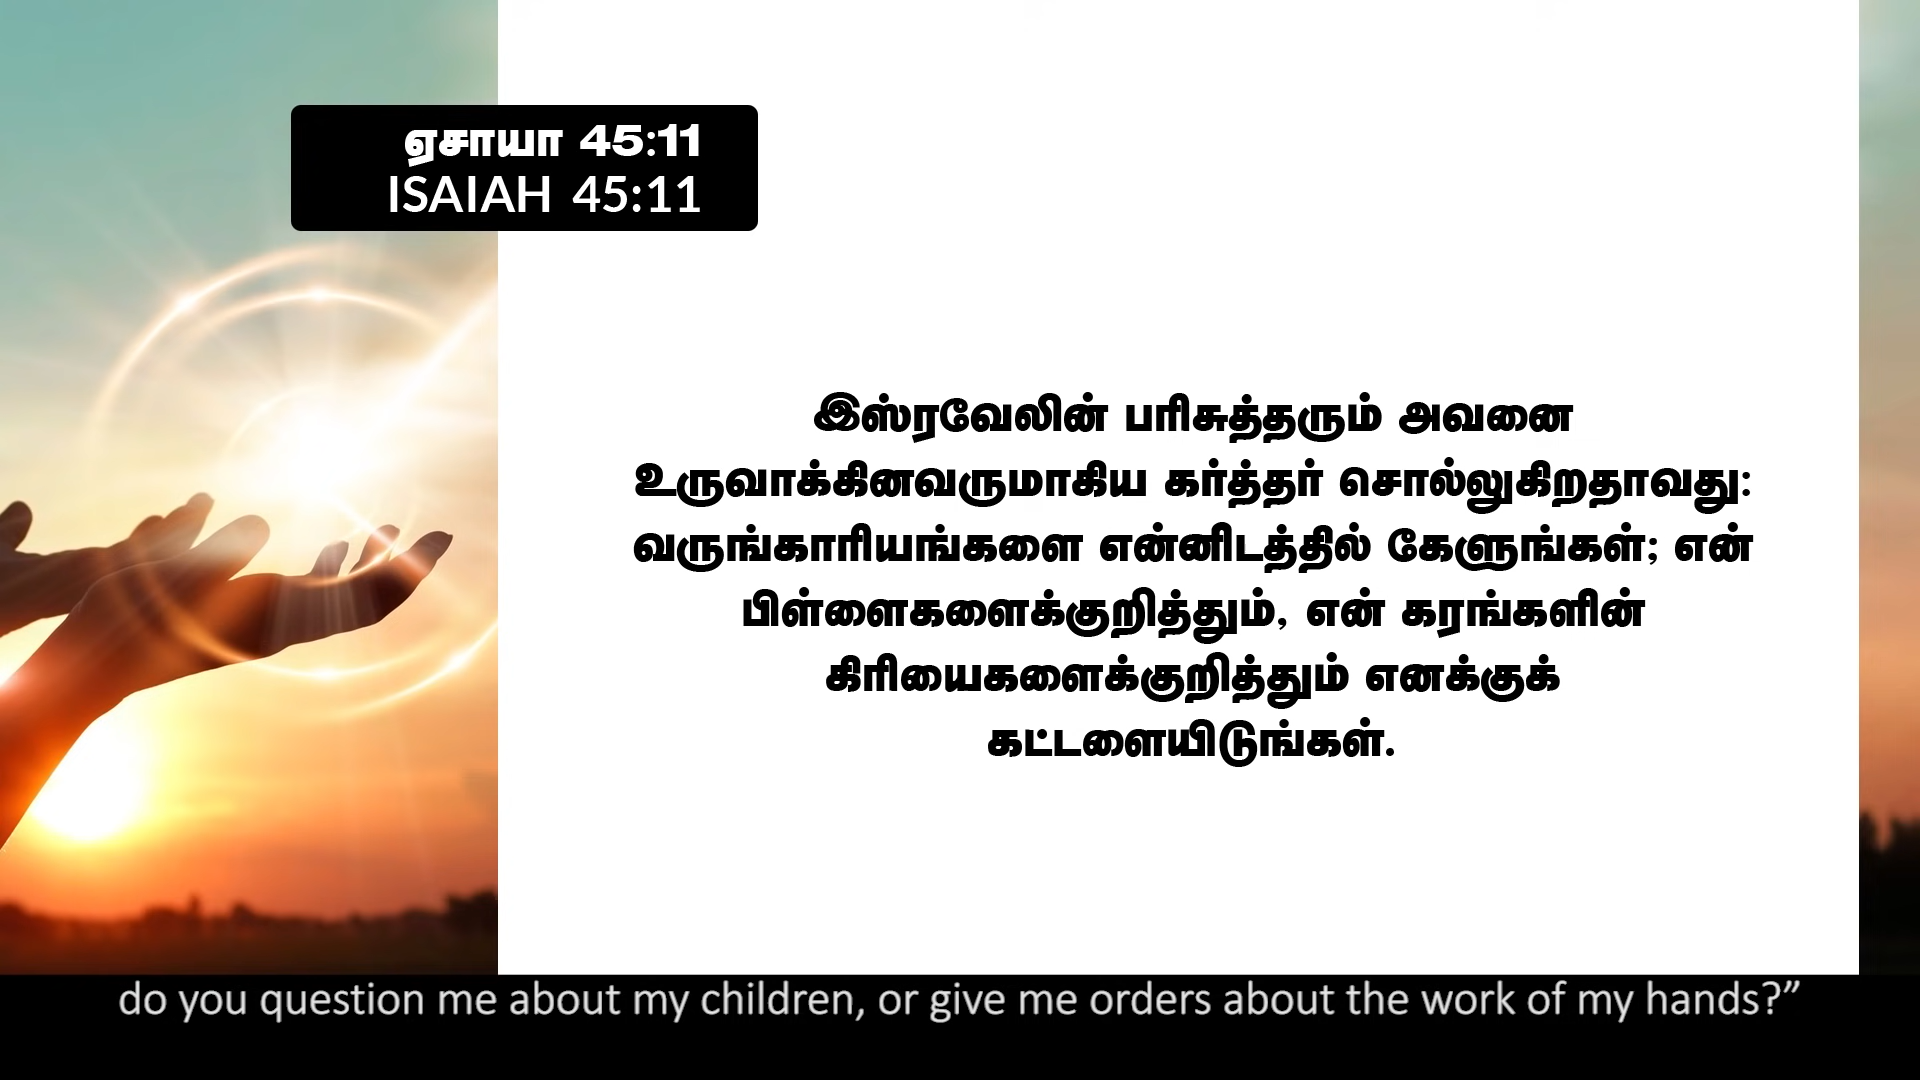 ஏசாயா 45:11
ISAIAH 45:11
இஸ்ரவேலின் பரிசுத்தரும் அவனை
உருவாக்கினவருமாகிய கர்த்தர் சொல்லுகிறதாவது:
வருங்காரியங்களை என்னிடத்தில் கேளுங்கள்; என்
பிள்ளைகளைக்குறித்தும், என் கரங்களின்
கிரியைகளைக்குறித்தும் எனக்குக்
கட்டளையிடுங்கள்.
do you question me about my children, or give me orders about the work of my hands?”